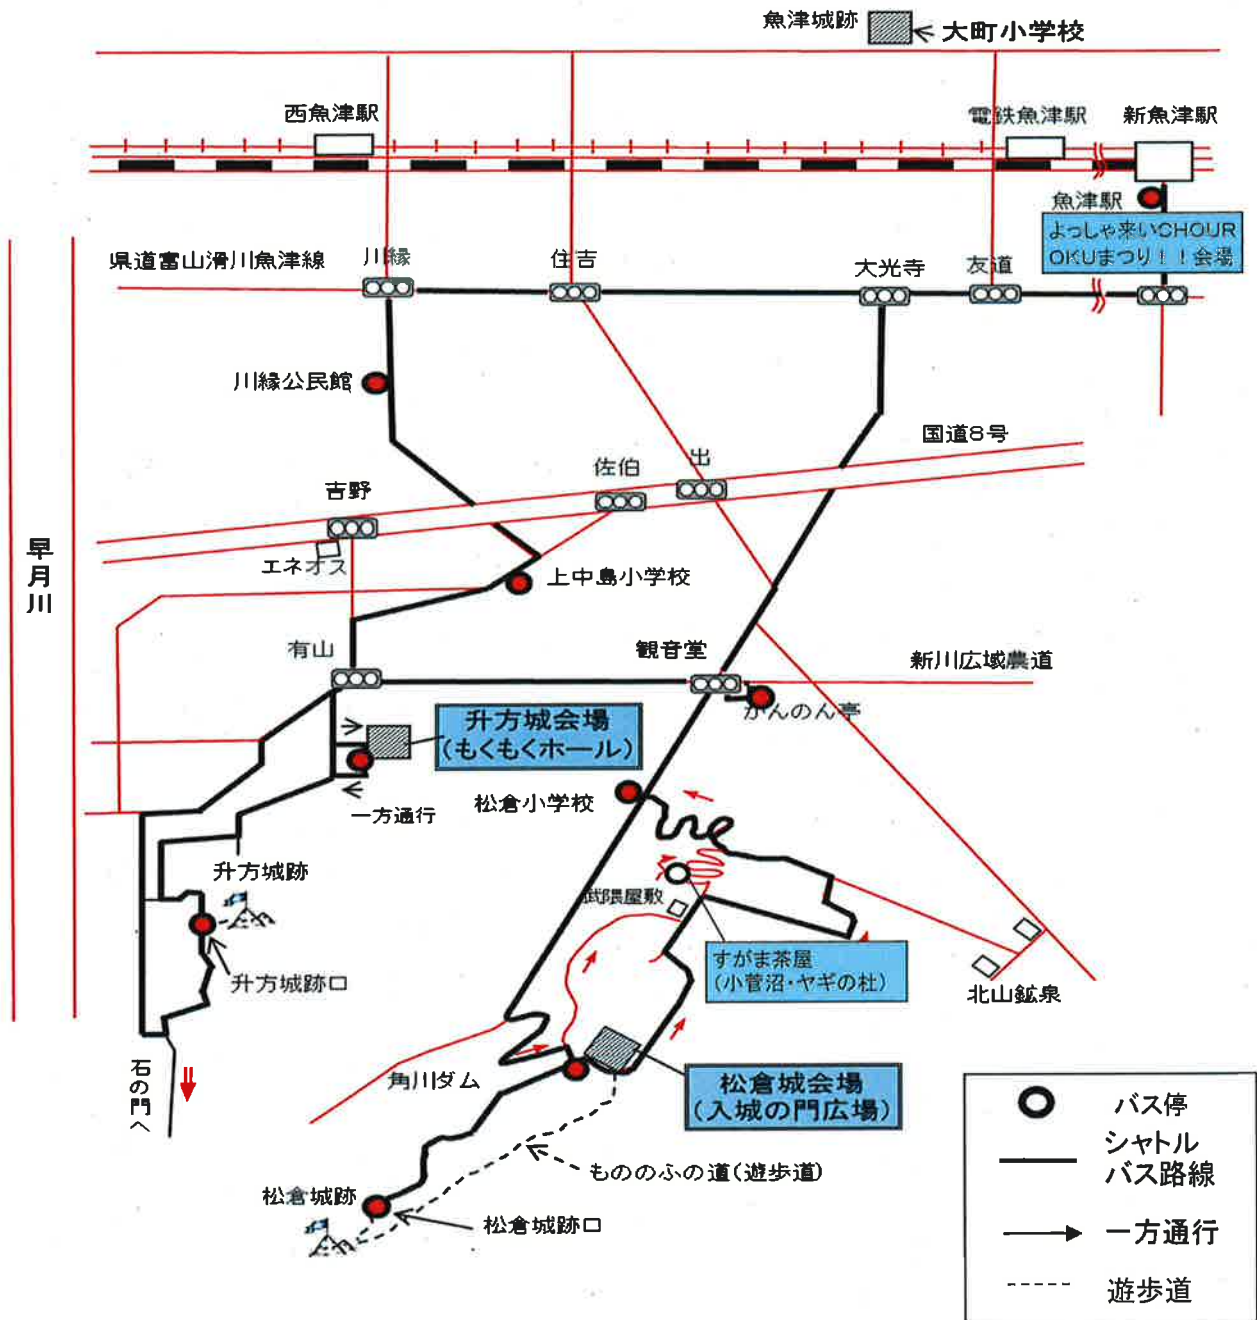 魚津城跡
大町小学校
西魚津駅
電鉄魚津駅
新魚津駅
魚津駅
よっしゃ来いCHOUR
OKUまつり！！会場
県道富山滑川魚津線
川縁
住吉
大光寺
友道
川縁公民館
国道8号
佐伯
出
吉野
エネオス
早月川
上中島小学校
有山
観音堂
新川広域農道
かんのん亭
升方城会場
(もくもくホール)
一方通行
松倉小学校
升方城跡
武隈屋敷
すがま茶屋
(小菅沼・ヤギの杜)
北山鉱泉
升方城跡口
石の門へ
角川ダム
松倉城会場
(入城の門広場)
もののふの道(遊歩道)
松倉城跡
松倉城跡口
バス停
シャトル
バス路線
一方通行
遊歩道